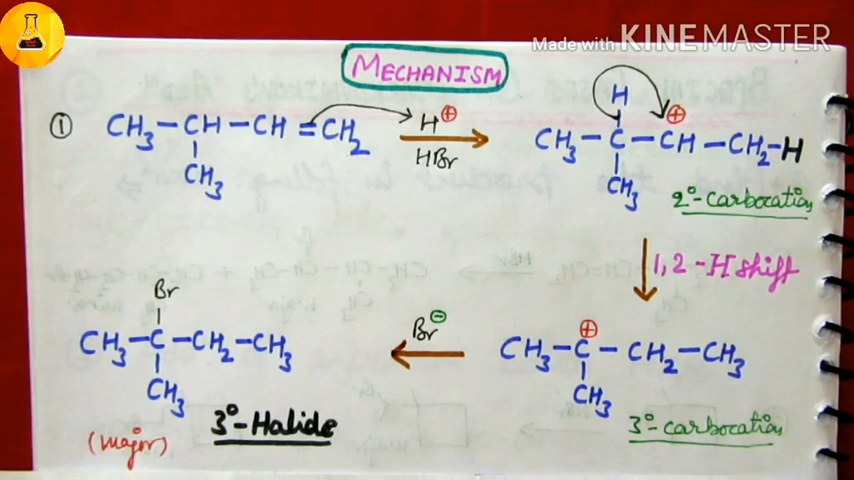 Made with KINEMASTER
MECHANISM
① CH₃ – CH – CH = CH₂
CH₃
H⊕
HBr
H
CH₃ – C – CH – CH₂–H
⊕
CH₃
2°-carbocation
1,2-H shift
CH₃ – C – CH₂ – CH₃
⊕
CH₃
3°-carbocation
Br⊖
Br
CH₃ – C – CH₂ – CH₃
CH₃
3°-Halide
(major)